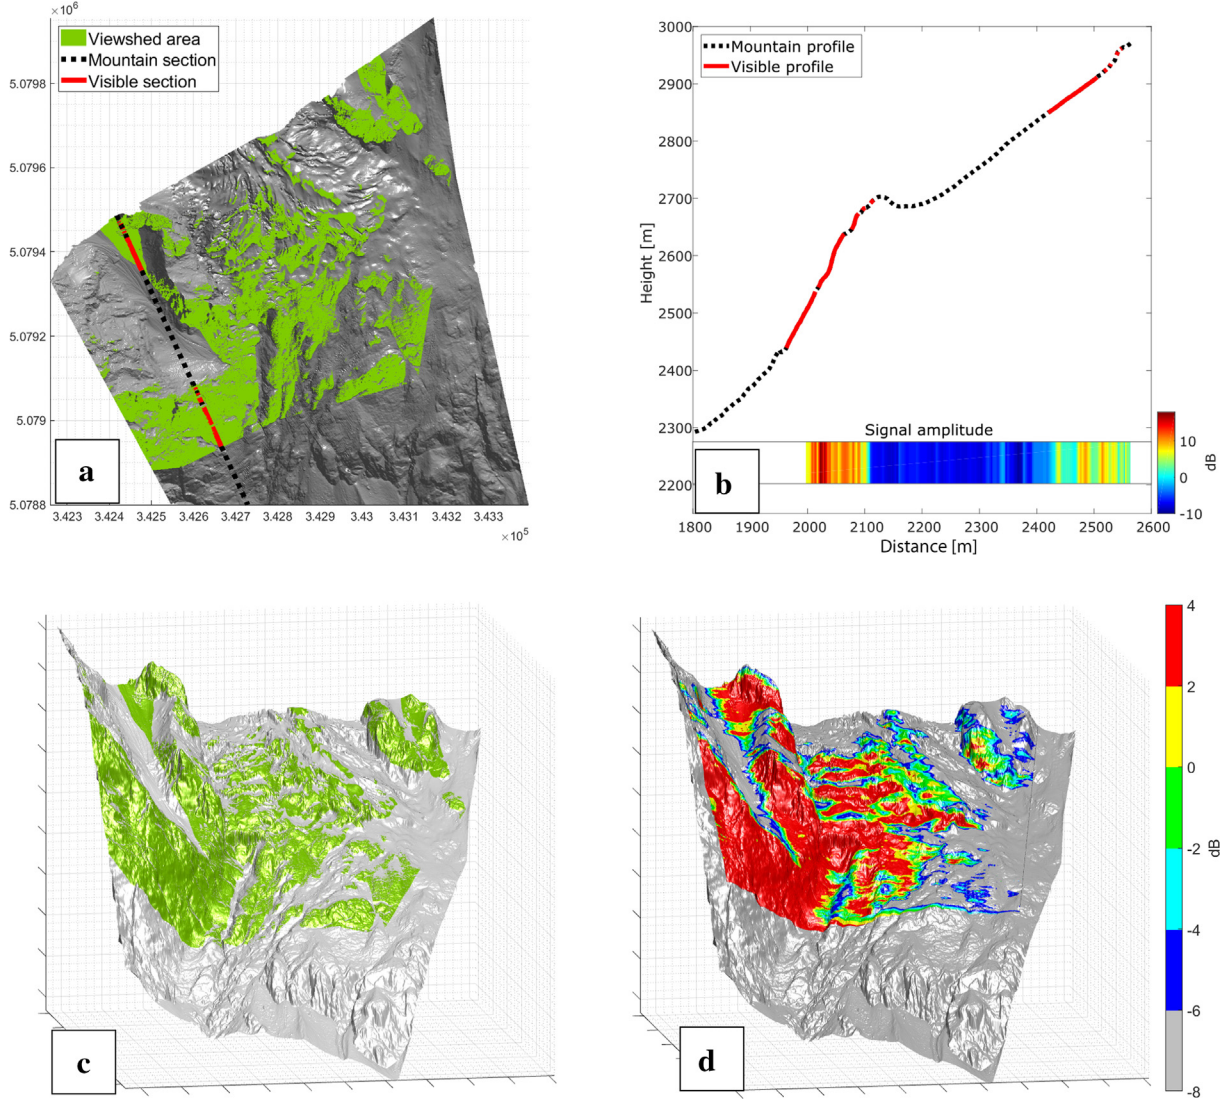 ×10⁶
Viewshed area
Mountain section
Visible section
5.0798
5.0796
5.0794
5.0792
5.079
5.0788
a
3.423 3.424 3.425 3.426 3.427 3.428 3.429 3.43 3.431 3.432 3.433
×10⁵
3000
2900
2800
2700
2600
2500
2400
2300
2200
Height [m]
Mountain profile
Visible profile
Signal amplitude
b
10
0
-10
dB
1800 1900 2000 2100 2200 2300 2400 2500 2600
Distance [m]
c
d
4
2
0
-2
-4
-6
-8
dB